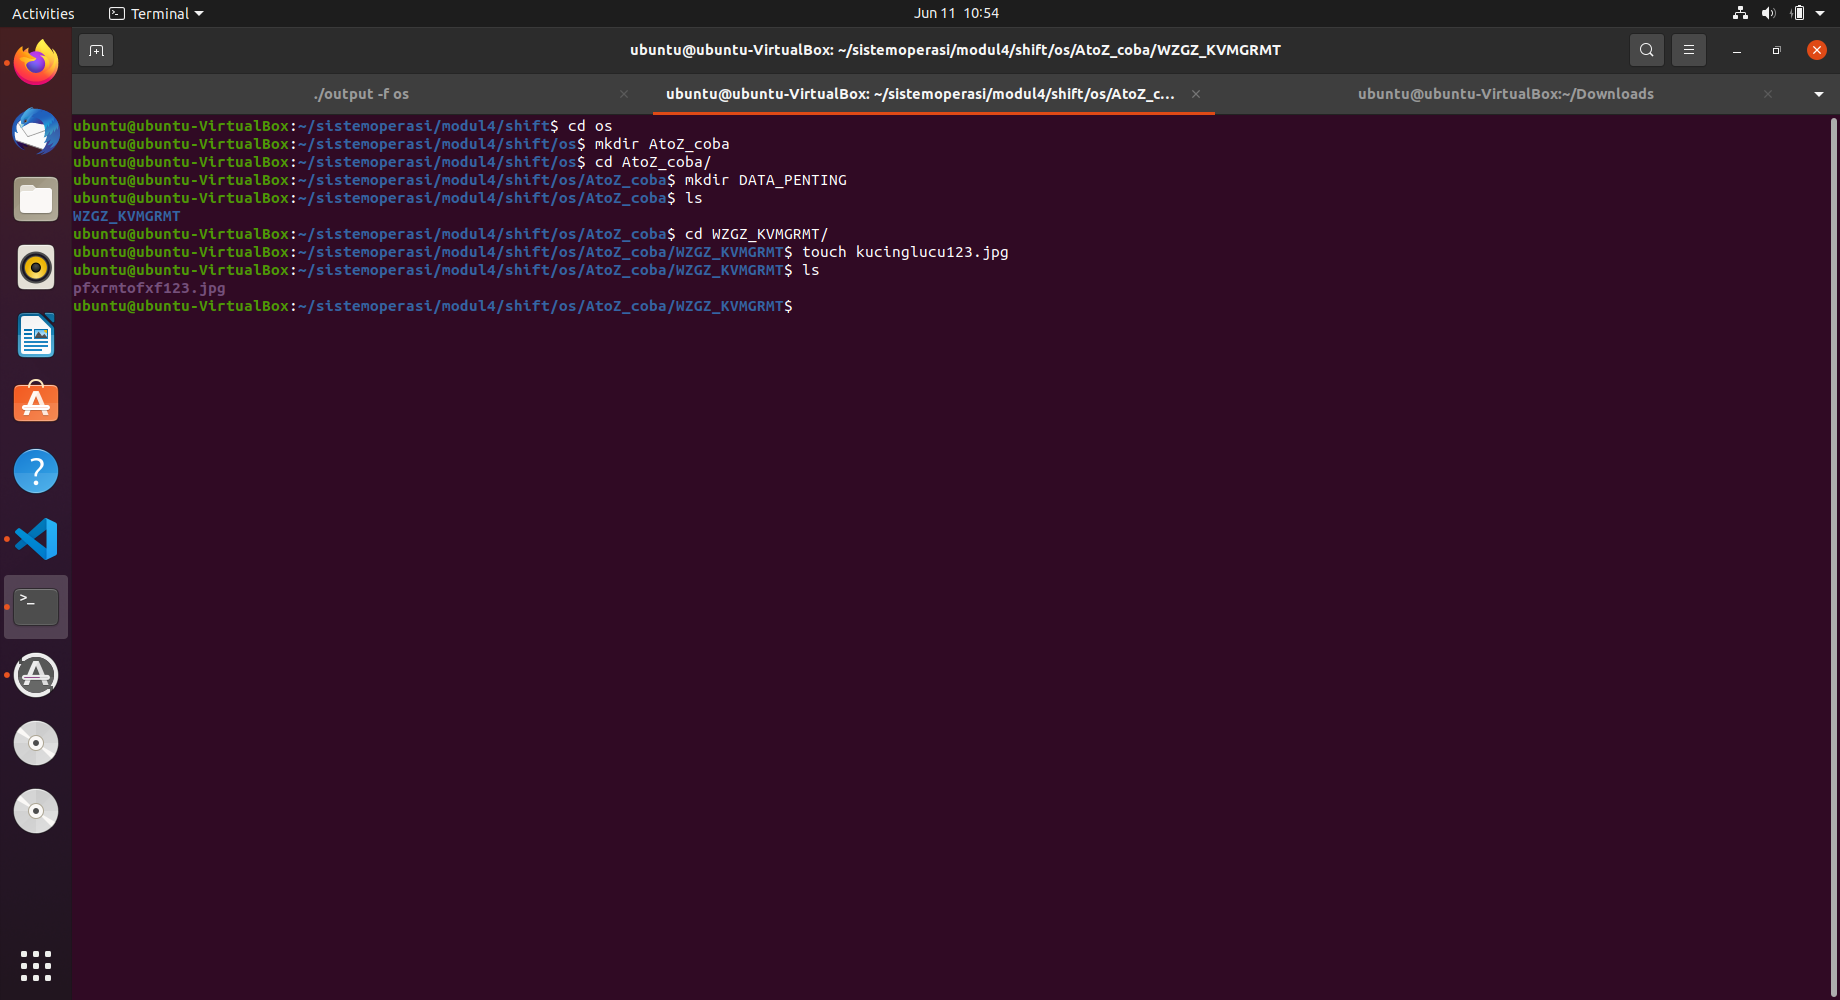 Activities
Terminal
Jun 11 10:54
ubuntu@ubuntu-VirtualBox: ~/sistemoperasi/modul4/shift/os/AtoZ_coba/WZGZ_KVMGRMT
./output -f os
ubuntu@ubuntu-VirtualBox: ~/sistemoperasi/modul4/shift/os/AtoZ_c...
ubuntu@ubuntu-VirtualBox:~/Downloads
ubuntu@ubuntu-VirtualBox:~/sistemoperasi/modul4/shift$ cd os
ubuntu@ubuntu-VirtualBox:~/sistemoperasi/modul4/shift/os$ mkdir AtoZ_coba
ubuntu@ubuntu-VirtualBox:~/sistemoperasi/modul4/shift/os$ cd AtoZ_coba/
ubuntu@ubuntu-VirtualBox:~/sistemoperasi/modul4/shift/os/AtoZ_coba$ mkdir DATA_PENTING
ubuntu@ubuntu-VirtualBox:~/sistemoperasi/modul4/shift/os/AtoZ_coba$ ls
WZGZ_KVMGRMT
ubuntu@ubuntu-VirtualBox:~/sistemoperasi/modul4/shift/os/AtoZ_coba$ cd WZGZ_KVMGRMT/
ubuntu@ubuntu-VirtualBox:~/sistemoperasi/modul4/shift/os/AtoZ_coba/WZGZ_KVMGRMT$ touch kucinglucu123.jpg
ubuntu@ubuntu-VirtualBox:~/sistemoperasi/modul4/shift/os/AtoZ_coba/WZGZ_KVMGRMT$ ls
pfxrmtofxf123.jpg
ubuntu@ubuntu-VirtualBox:~/sistemoperasi/modul4/shift/os/AtoZ_coba/WZGZ_KVMGRMT$